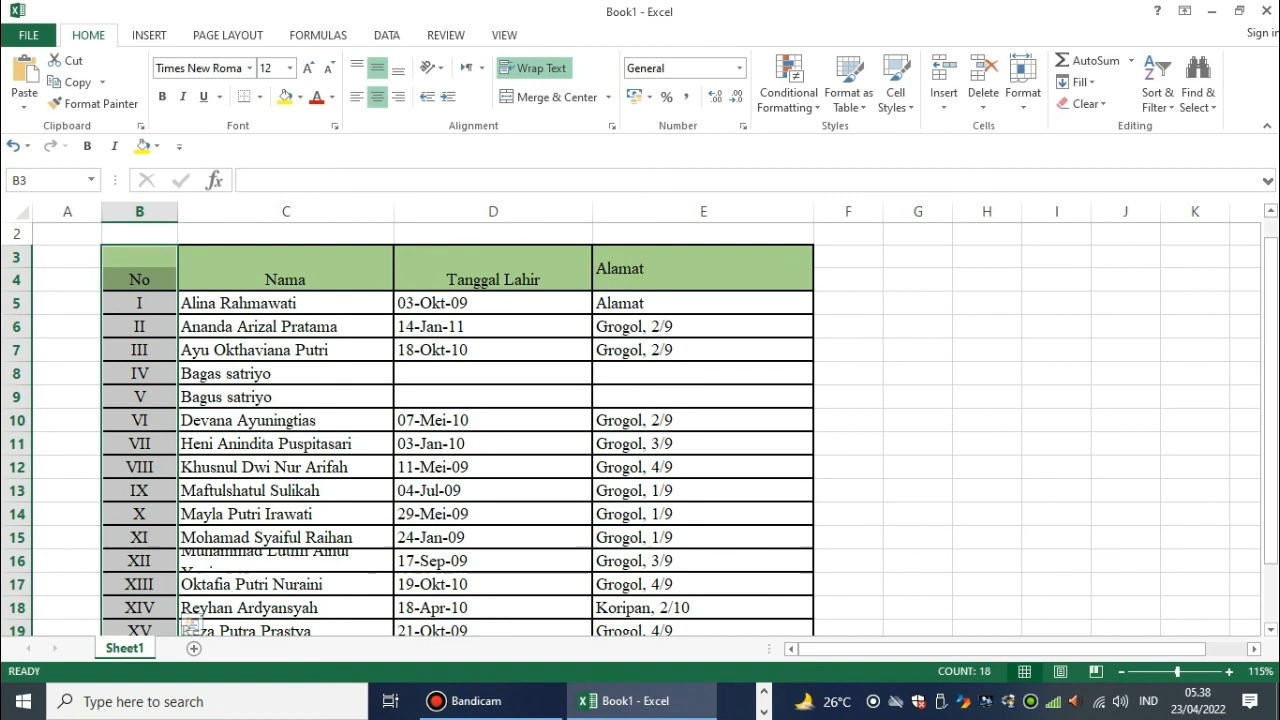 Book1 - Excel
Sign in
FILE HOME INSERT PAGE LAYOUT FORMULAS DATA REVIEW VIEW
Paste
Cut
Copy
Format Painter
Clipboard
Times New Roma 12
B I U
A
Font
Wrap Text
Merge & Center
Alignment
General
%
Number
Conditional Formatting
Format as Table
Cell Styles
Styles
Insert
Delete
Format
Cells
AutoSum
Fill
Clear
Sort & Filter
Find & Select
Editing
B I
B3
fx
A B C D E F G H I J K
2
3
4 No Nama Tanggal Lahir Alamat
5 I Alina Rahmawati 03-Okt-09 Alamat
6 II Ananda Arizal Pratama 14-Jan-11 Grogol, 2/9
7 III Ayu Okthaviana Putri 18-Okt-10 Grogol, 2/9
8 IV Bagas satriyo
9 V Bagus satriyo
10 VI Devana Ayuningtias 07-Mei-10 Grogol, 2/9
11 VII Heni Anindita Puspitasari 03-Jan-10 Grogol, 3/9
12 VIII Khusnul Dwi Nur Arifah 11-Mei-09 Grogol, 4/9
13 IX Maftulshatul Sulikah 04-Jul-09 Grogol, 1/9
14 X Mayla Putri Irawati 29-Mei-09 Grogol, 1/9
15 XI Mohamad Syaiful Raihan 24-Jan-09 Grogol, 1/9
16 XII 17-Sep-09 Grogol, 3/9
17 XIII Oktafia Putri Nuraini 19-Okt-10 Grogol, 4/9
18 XIV Reyhan Ardyansyah 18-Apr-10 Koripan, 2/10
19 XV Reza Putra Prastya 21-Okt-09 Grogol, 4/9
Sheet1
READY COUNT: 18 115%
Type here to search Bandicam Book1 - Excel 26°C IND
05.38
23/04/2022